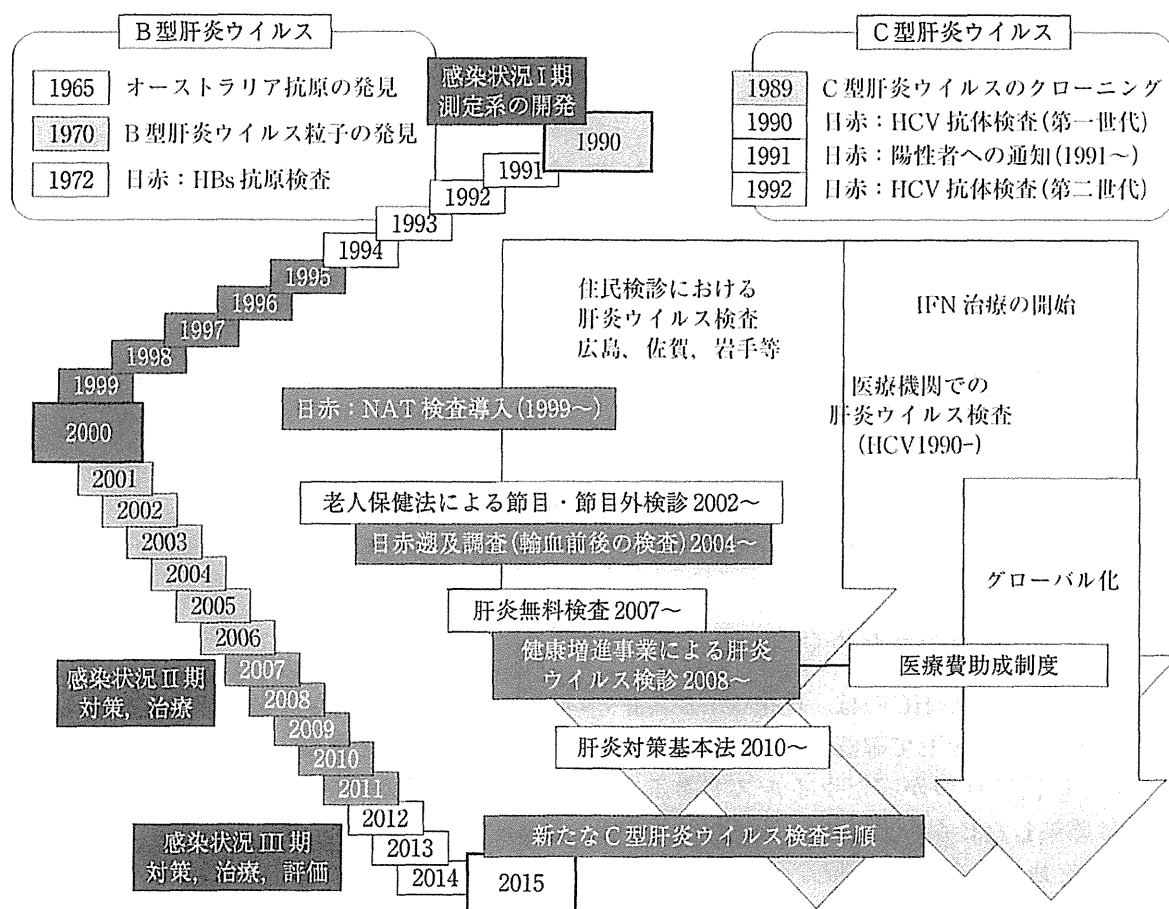 B型肝炎ウイルス
1965 オーストラリア抗原の発見
1970 B型肝炎ウイルス粒子の発見
1972 日赤：HBs抗原検査
感染状況Ⅰ期
測定系の開発
C型肝炎ウイルス
1989 C型肝炎ウイルスのクローニング
1990 日赤：HCV抗体検査(第一世代)
1991 日赤：陽性者への通知(1991～)
1992 日赤：HCV抗体検査(第二世代)
1990
1991
1992
1993
1994
1995
1996
1997
1998
1999
2000
2001
2002
2003
2004
2005
2006
2007
2008
2009
2010
2011
2012
2013
2014
2015
住民検診における
肝炎ウイルス検査
広島、佐賀，岩手等
IFN治療の開始
医療機関での
肝炎ウイルス検査
(HCV1990-)
日赤：NAT検査導入(1999～)
老人保健法による節目・節目外検診2002～
日赤遡及調査(輸血前後の検査)2004～
グローバル化
肝炎無料検査2007～
健康増進事業による肝炎
ウイルス検診2008～
医療費助成制度
感染状況Ⅱ期
対策，治療
肝炎対策基本法2010～
感染状況Ⅲ期
対策，治療，評価
新たなC型肝炎ウイルス検査手順